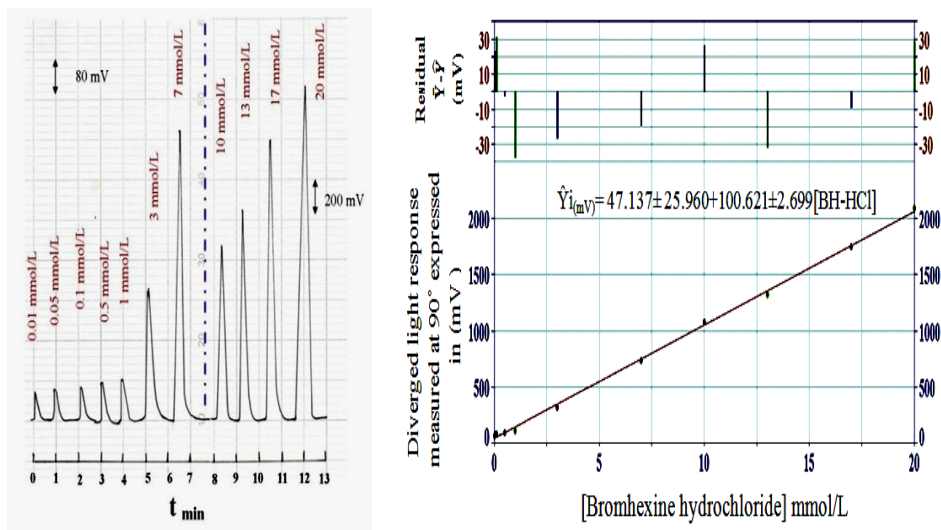 80 mV
200 mV
0.01 mmol/L
0.05 mmol/L
0.1 mmol/L
0.5 mmol/L
1 mmol/L
3 mmol/L
7 mmol/L
10 mmol/L
13 mmol/L
17 mmol/L
20 mmol/L
0 1 2 3 4 5 6 7 8 9 10 11 12 13
t min
Residual
Y-Ŷ
(mV)
30
10
-10
-30
30
10
-10
-30
Ŷi(mV)= 47.137±25.960+100.621±2.699[BH-HCl]
Diverged light response
measured at 90° expressed
in (mV )
2000
1500
1000
500
0
2000
1500
1000
500
0
0 5 10 15 20
[Bromhexine hydrochloride] mmol/L